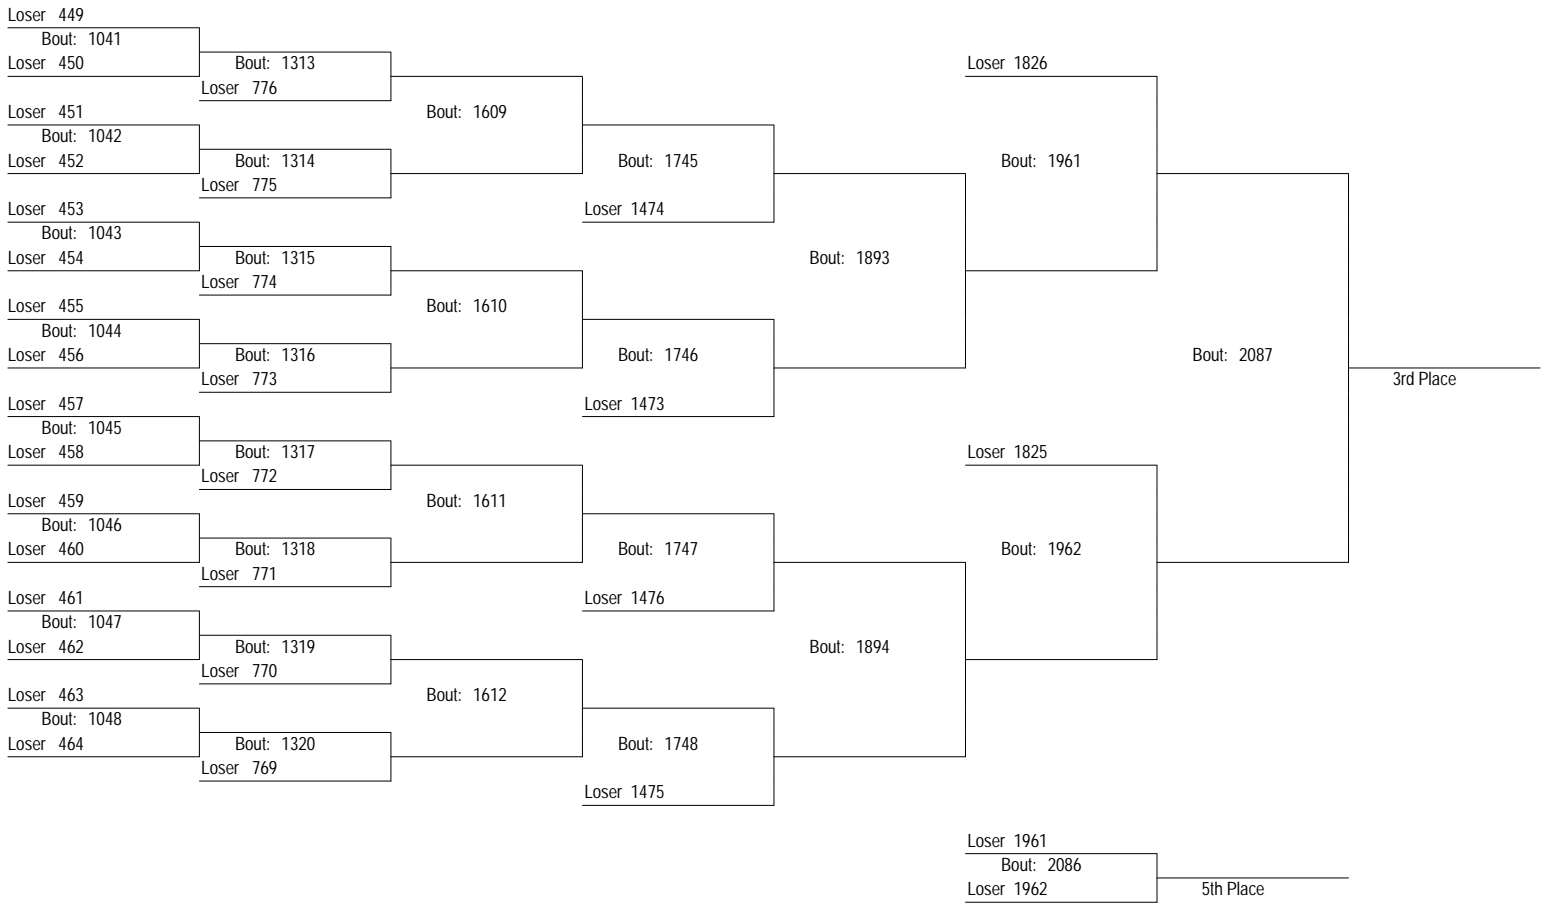 Loser 449
Bout: 1041
Loser 450
Bout: 1313
Loser 776
Loser 1826
Bout: 1609
Loser 451
Bout: 1042
Loser 452
Bout: 1314
Loser 775
Bout: 1745
Bout: 1961
Loser 1474
Loser 453
Bout: 1043
Loser 454
Bout: 1315
Loser 774
Bout: 1893
Bout: 1610
Loser 455
Bout: 1044
Loser 456
Bout: 1316
Loser 773
Bout: 1746
Bout: 2087
3rd Place
Loser 1473
Loser 457
Bout: 1045
Loser 458
Bout: 1317
Loser 772
Loser 1825
Bout: 1611
Loser 459
Bout: 1046
Loser 460
Bout: 1318
Loser 771
Bout: 1747
Bout: 1962
Loser 1476
Loser 461
Bout: 1047
Loser 462
Bout: 1319
Loser 770
Bout: 1894
Bout: 1612
Loser 463
Bout: 1048
Loser 464
Bout: 1320
Loser 769
Bout: 1748
Loser 1475
Loser 1961
Bout: 2086
Loser 1962
5th Place